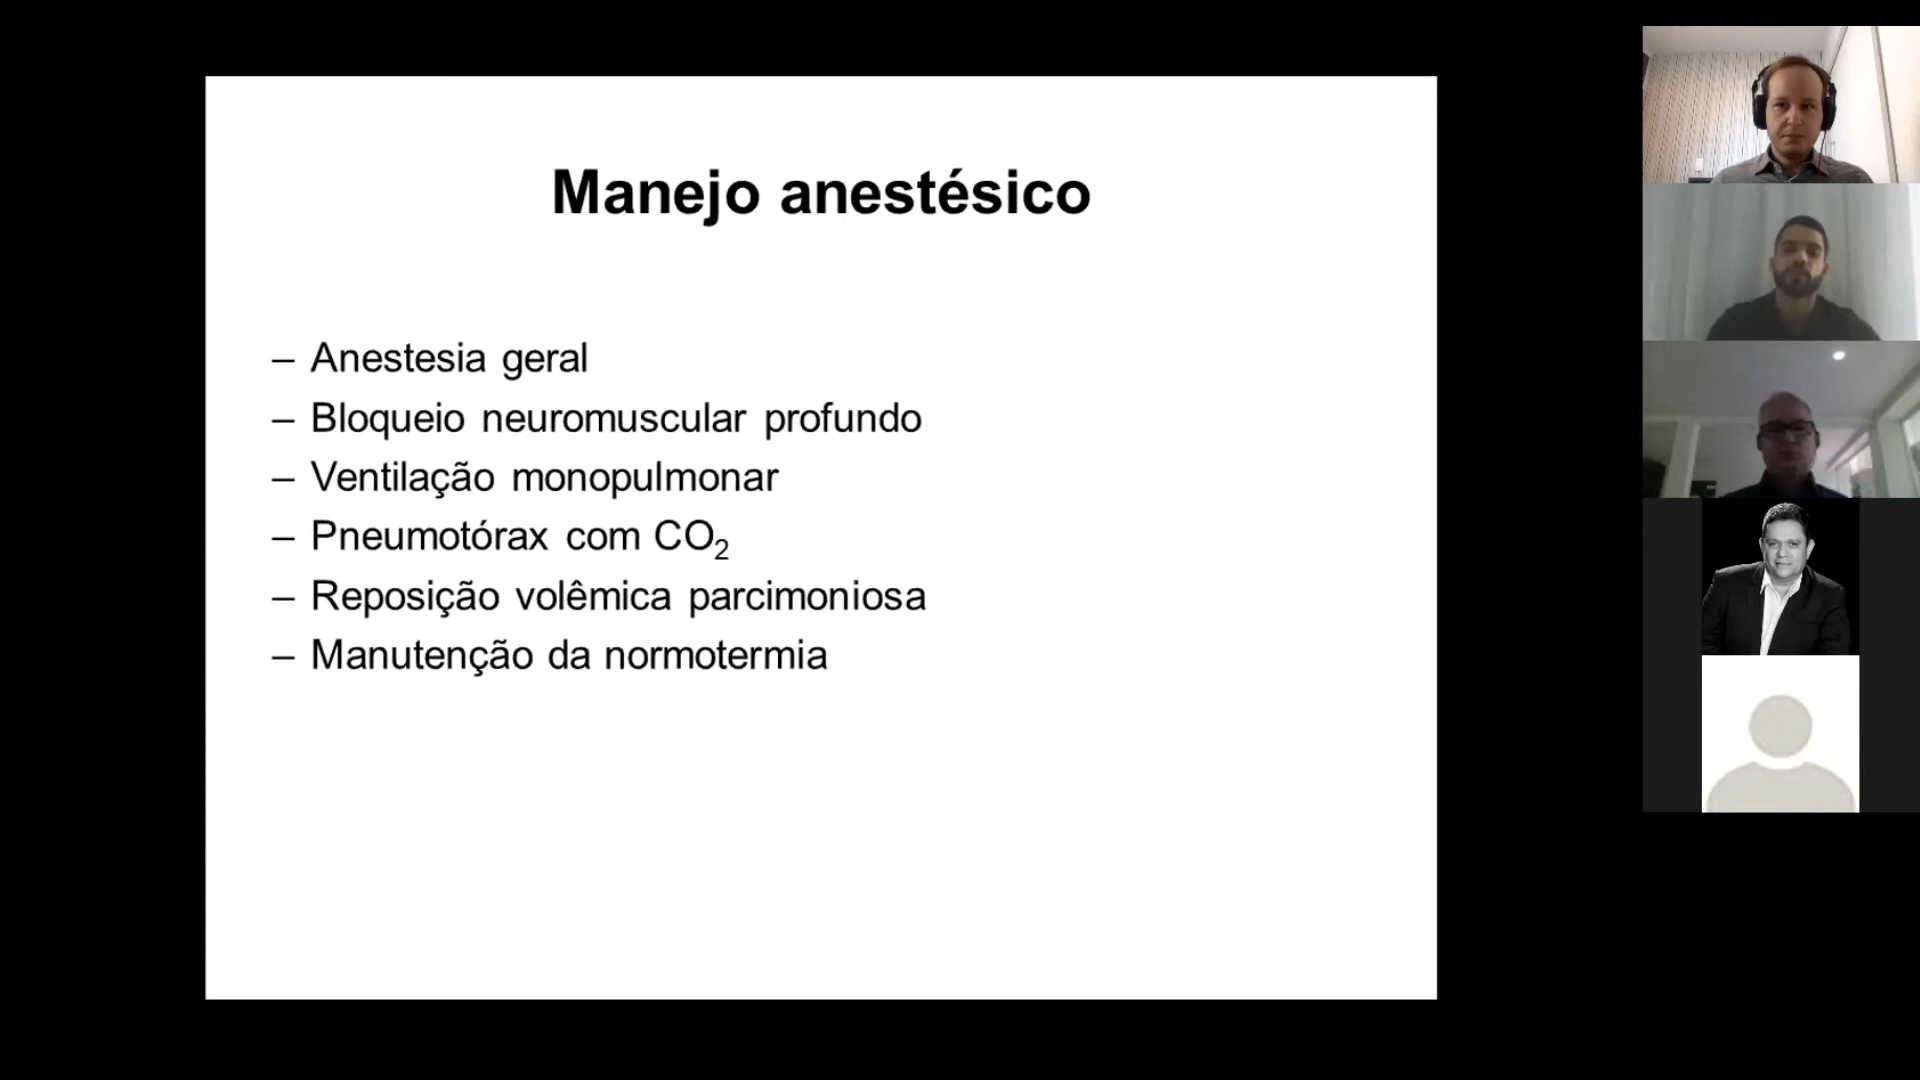 Manejo anestésico
– Anestesia geral
– Bloqueio neuromuscular profundo
– Ventilação monopulmonar
– Pneumotórax com CO₂
– Reposição volêmica parcimoniosa
– Manutenção da normotermia